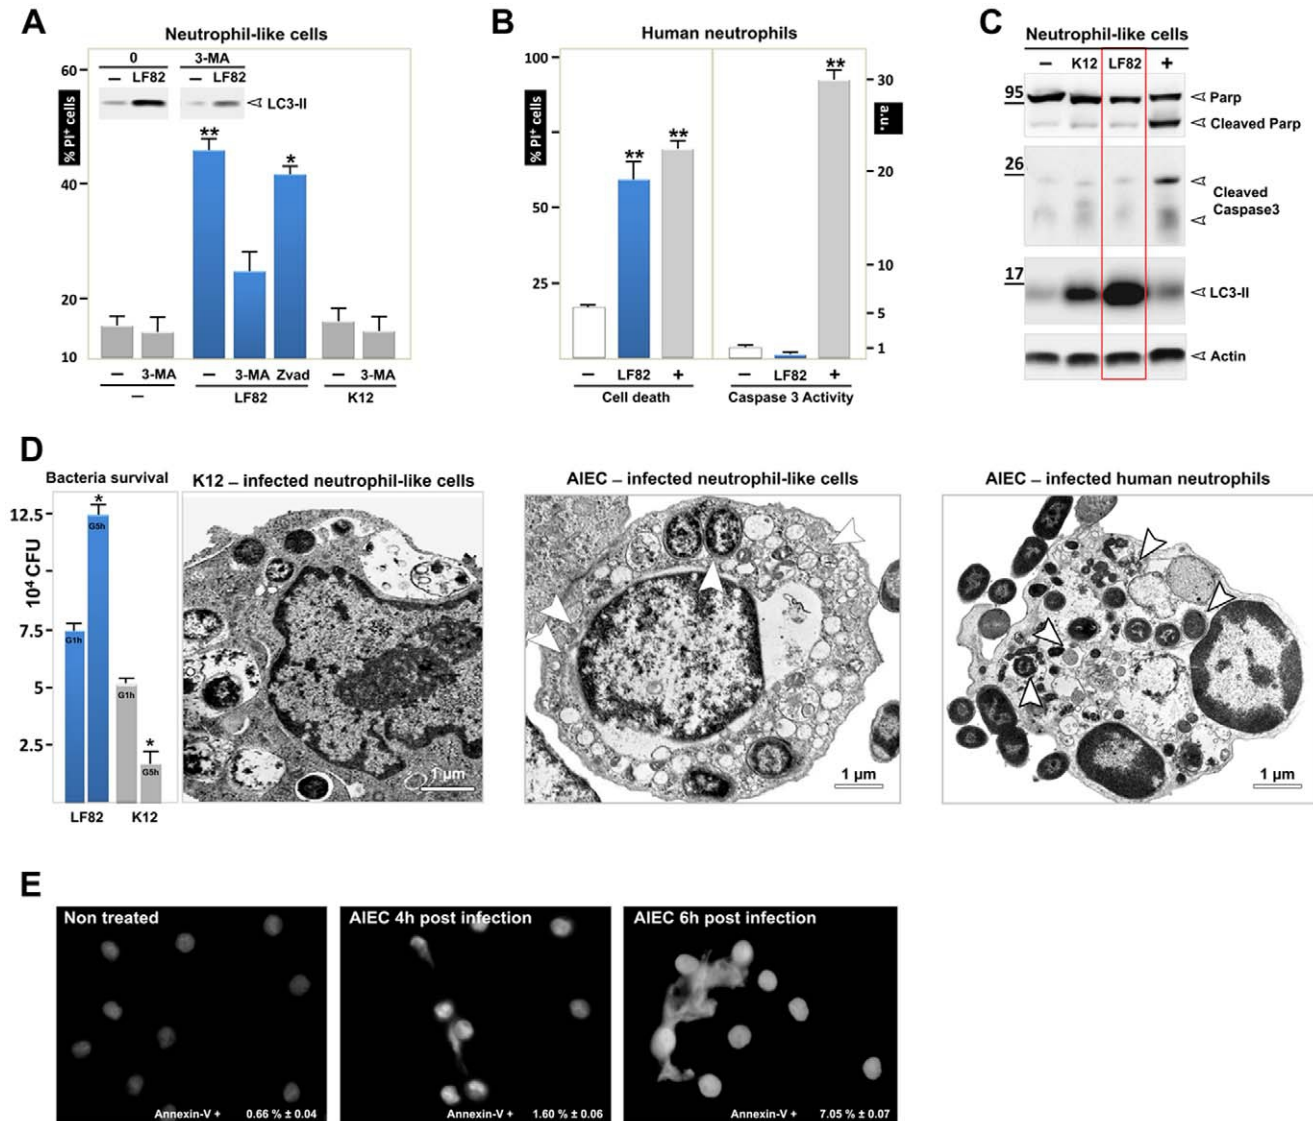 A
Neutrophil-like cells
0
3-MA
– LF82
– LF82
LC3-II
60
40
20
10
% PI⁺ cells
**
*
– 3-MA
– 3-MA Zvad
– 3-MA
–
LF82
K12
B
Human neutrophils
100
50
25
% PI⁺ cells
**
**
**
30
20
10
5
1
a.u.
– LF82 +
– LF82 +
Cell death
Caspase 3 Activity
C
Neutrophil-like cells
– K12 LF82 +
95
Parp
Cleaved Parp
26
Cleaved
Caspase3
17
LC3-II
Actin
D
Bacteria survival
12.5
7.5
5
2.5
10⁴ CFU
*
*
G1h
G5h
G1h
G5h
LF82
K12
K12 – infected neutrophil-like cells
1 µm
AIEC – infected neutrophil-like cells
1 µm
AIEC – infected human neutrophils
1 µm
E
Non treated
Annexin-V + 0.66 % ± 0.04
AIEC 4h post infection
Annexin-V + 1.60 % ± 0.06
AIEC 6h post infection
Annexin-V + 7.05 % ± 0.07